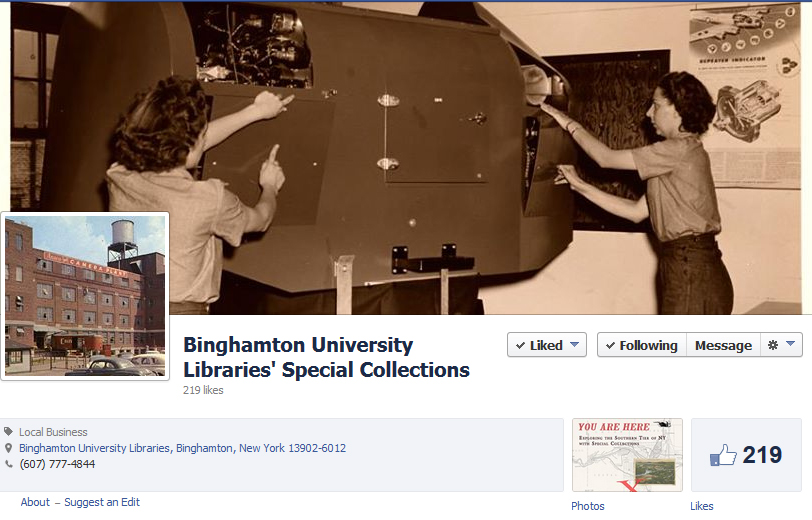 REPEATER INDICATOR
CAMERA PLANT
Binghamton University
Libraries' Special Collections
219 likes
Liked
Following
Message
Local Business
Binghamton University Libraries, Binghamton, New York 13902-6012
(607) 777-4844
YOU ARE HERE
EXPLORING THE SOUTHERN TIER OF NY
WITH SPECIAL COLLECTIONS
219
About – Suggest an Edit
Photos
Likes